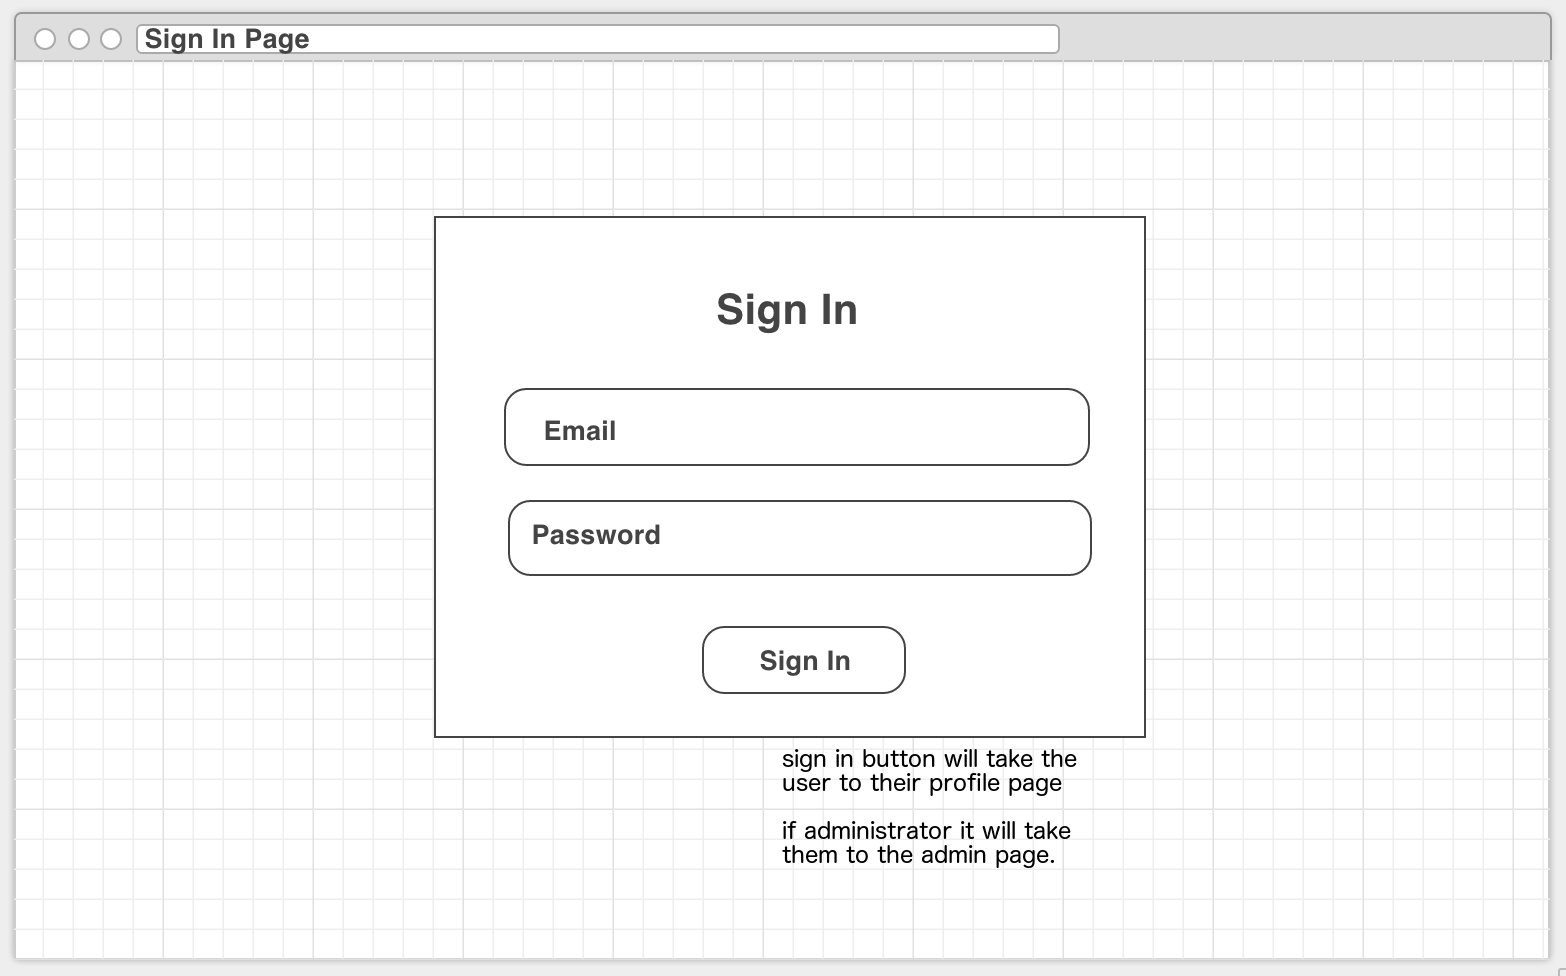 Sign In Page
Sign In
Email
Password
Sign In
sign in button will take the
user to their profile page
if administrator it will take
them to the admin page.